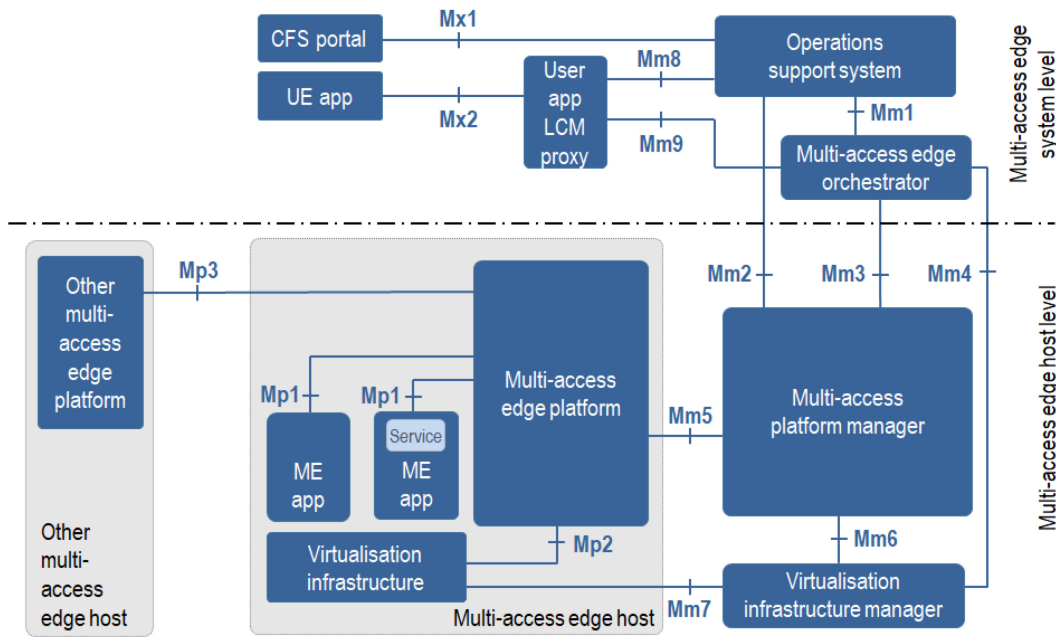 Mx1
CFS portal
Operations
support system
Mm8
User
app
LCM
proxy
UE app
Mx2
Mm1
Mm9
Multi-access edge
orchestrator
Multi-access edge
system level
Mp3
Mm2
Mm3
Mm4
Other
multi-
access
edge
platform
Multi-access
edge platform
Mp1
Mp1
Service
ME
app
ME
app
Mm5
Multi-access
platform manager
Multi-access edge host level
Mp2
Mm6
Virtualisation
infrastructure
Mm7
Virtualisation
infrastructure manager
Other
multi-
access
edge host
Multi-access edge host